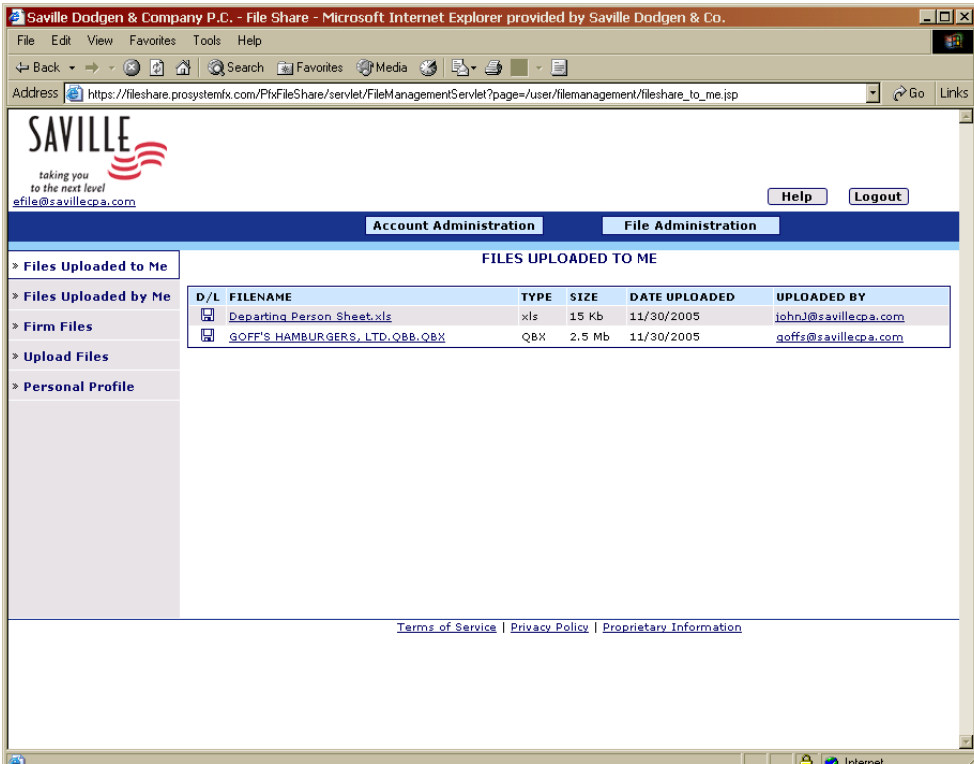 Saville Dodgen & Company P.C. - File Share - Microsoft Internet Explorer provided by Saville Dodgen & Co.
File Edit View Favorites Tools Help
Back Search Favorites Media
Address https://fileshare.prosystemfx.com/PfxFileShare/servlet/FileManagementServlet?page=/user/filemanagement/fileshare_to_me.jsp Go Links
SAVILLE
taking you
to the next level
efile@savillecpa.com
Help Logout
Account Administration File Administration
» Files Uploaded to Me
» Files Uploaded by Me
» Firm Files
» Upload Files
» Personal Profile
FILES UPLOADED TO ME
D/L FILENAME TYPE SIZE DATE UPLOADED UPLOADED BY
Departing Person Sheet.xls xls 15 Kb 11/30/2005 johnJ@savillecpa.com
GOFF'S HAMBURGERS, LTD.QBB.QBX QBX 2.5 Mb 11/30/2005 goffs@savillecpa.com
Terms of Service | Privacy Policy | Proprietary Information
Internet